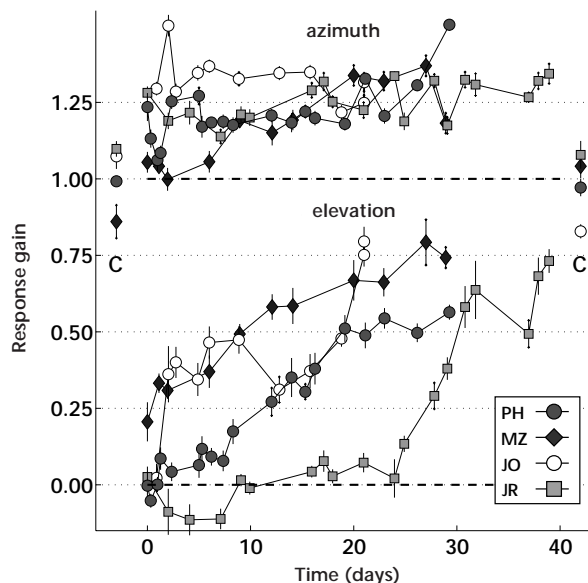 azimuth
1.25
1.00
elevation
0.75
C
C
0.50
0.25
0.00
Response gain
PH
MZ
JO
JR
0 10 20 30 40
Time (days)